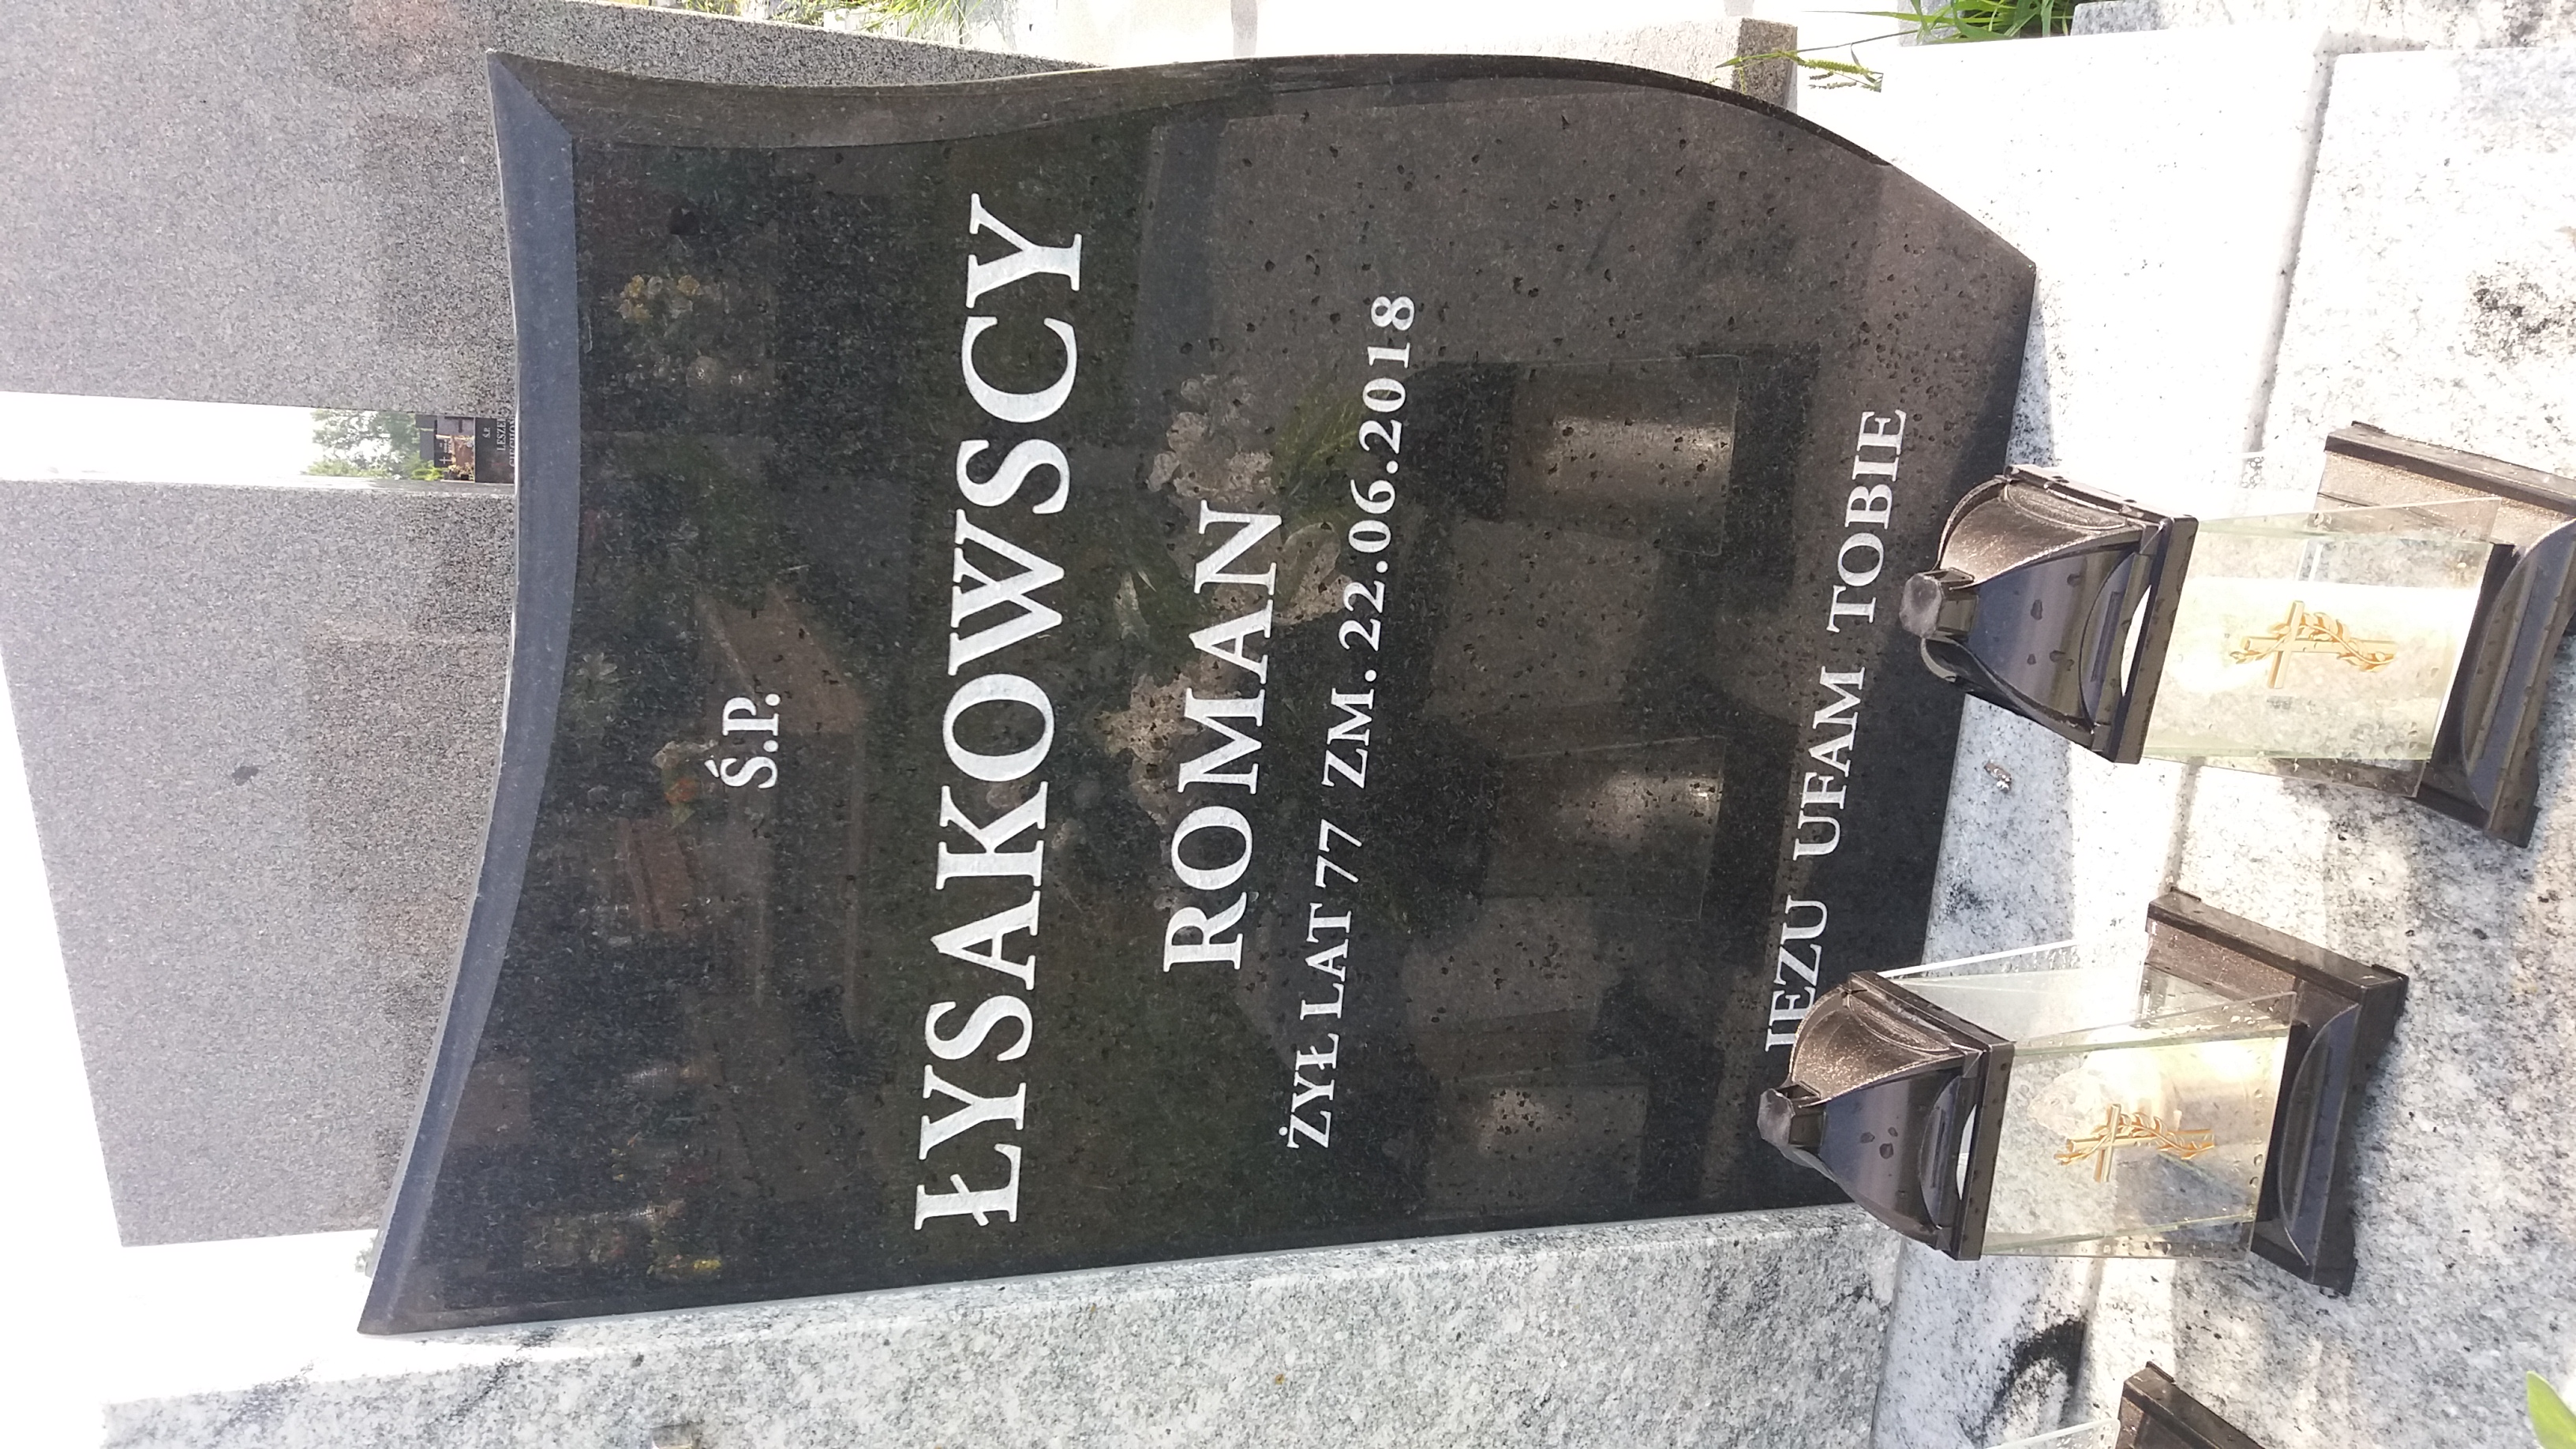 Ś.P.
ŁYSAKOWSCY
ROMAN
ŻYŁ LAT 77 ZM. 22.06.2018
JEZU UFAM TOBIE
Ś.P.